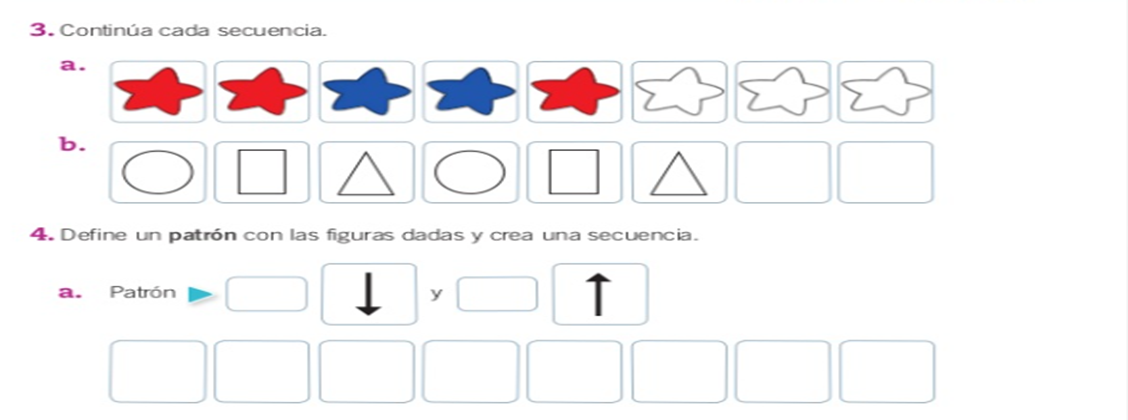 3. Continúa cada secuencia.
a.
b.
4. Define un patrón con las figuras dadas y crea una secuencia.
a. Patrón y